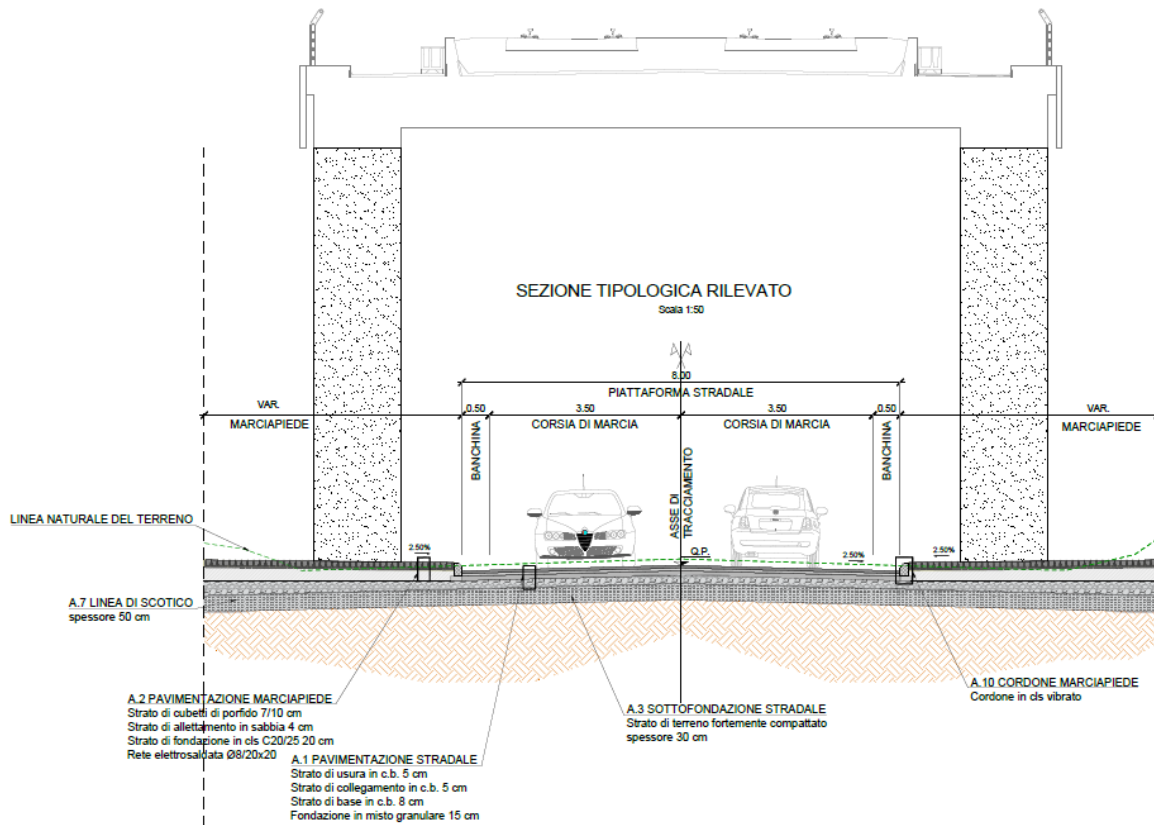 SEZIONE TIPOLOGICA RILEVATO
Scala 1:50
8.00
PIATTAFORMA STRADALE
VAR.
0.50
3.50
3.50
0.50
VAR.
MARCIAPIEDE
CORSIA DI MARCIA
CORSIA DI MARCIA
MARCIAPIEDE
BANCHINA
ASSE DI
TRACCIAMENTO
BANCHINA
LINEA NATURALE DEL TERRENO
2.50%
Q.P.
2.50%
2.50%
A.7 LINEA DI SCOTICO
spessore 50 cm
A.2 PAVIMENTAZIONE MARCIAPIEDE
Strato di cubetti di porfido 7/10 cm
Strato di allettamento in sabbia 4 cm
Strato di fondazione in cls C20/25 20 cm
Rete elettrosaldata Ø8/20x20
A.1 PAVIMENTAZIONE STRADALE
Strato di usura in c.b. 5 cm
Strato di collegamento in c.b. 5 cm
Strato di base in c.b. 8 cm
Fondazione in misto granulare 15 cm
A.3 SOTTOFONDAZIONE STRADALE
Strato di terreno fortemente compattato
spessore 30 cm
A.10 CORDONE MARCIAPIEDE
Cordone in cls vibrato